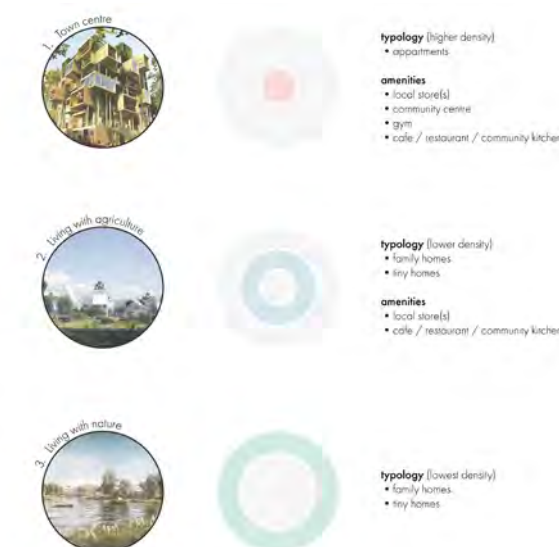 1. Town centre
typology (higher density)
• appartments
amenities
• local store(s)
• community centre
• gym
• cafe / restaurant / community kitchen
2. Living with agriculture
typology (lower density)
• family homes
• tiny homes
amenities
• local store(s)
• cafe / restaurant / community kitchen
3. Living with nature
typology (lowest density)
• family homes
• tiny homes